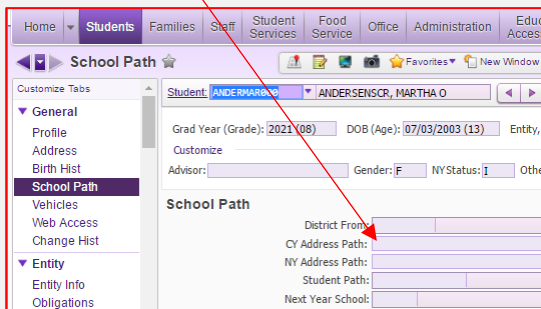 Home Students Families Staff Student Services Food Service Office Administration Educ Access
School Path Favorites New Window
Customize Tabs
Student: ANDERMAR000 ANDERSENSCR, MARTHA O
General
Grad Year (Grade): 2021 (08) DOB (Age): 07/03/2003 (13) Entity,
Profile
Customize
Address
Birth Hist
Advisor: Gender: F NYStatus: I Othe
School Path
Vehicles
School Path
Web Access
District From:
Change Hist
CY Address Path:
Entity
NY Address Path:
Entity Info
Student Path:
Obligations
Next Year School: